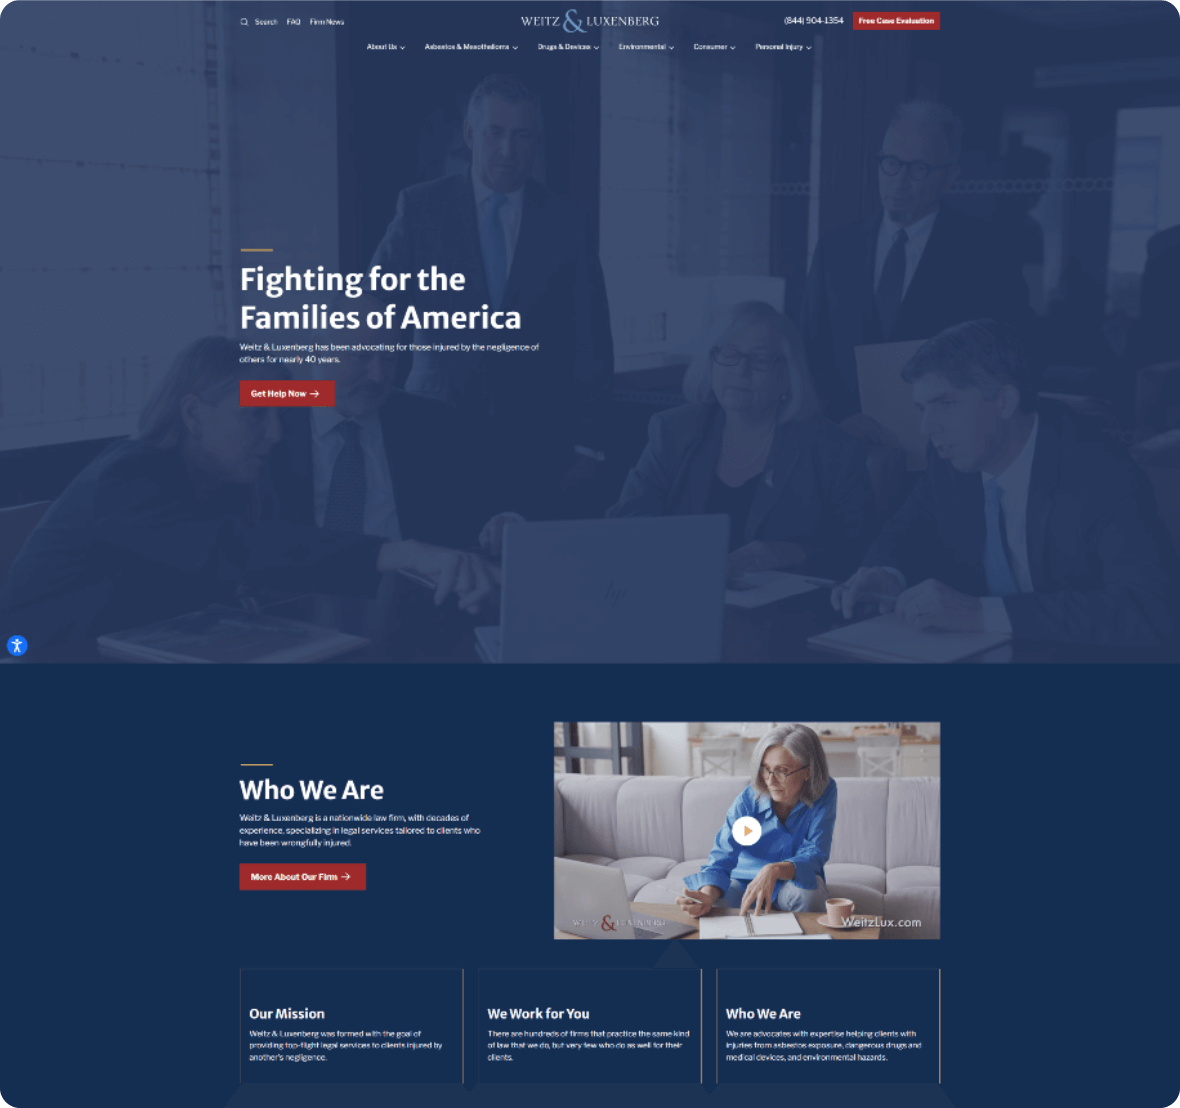 Search FAQ Firm News
WEITZ & LUXENBERG
(844) 904-1354
Free Case Evaluation
About Us
Asbestos & Mesothelioma
Drugs & Devices
Environmental
Consumer
Personal Injury
Fighting for the
Families of America
Weitz & Luxenberg has been advocating for those injured by the negligence of
others for nearly 40 years.
Get Help Now
hp
Who We Are
Weitz & Luxenberg is a nationwide law firm, with decades of
experience, specializing in legal services tailored to clients who
have been wrongfully injured.
More About Our Firm
WEITZ & LUXENBERG
WeitzLux.com
Our Mission
Weitz & Luxenberg was formed with the goal of
providing top-flight legal services to clients injured by
another's negligence.
We Work for You
There are hundreds of firms that practice the same kind
of law that we do, but very few who do as well for their
clients.
Who We Are
We are advocates with expertise helping clients with
injuries from asbestos exposure, dangerous drugs and
medical devices, and environmental hazards.